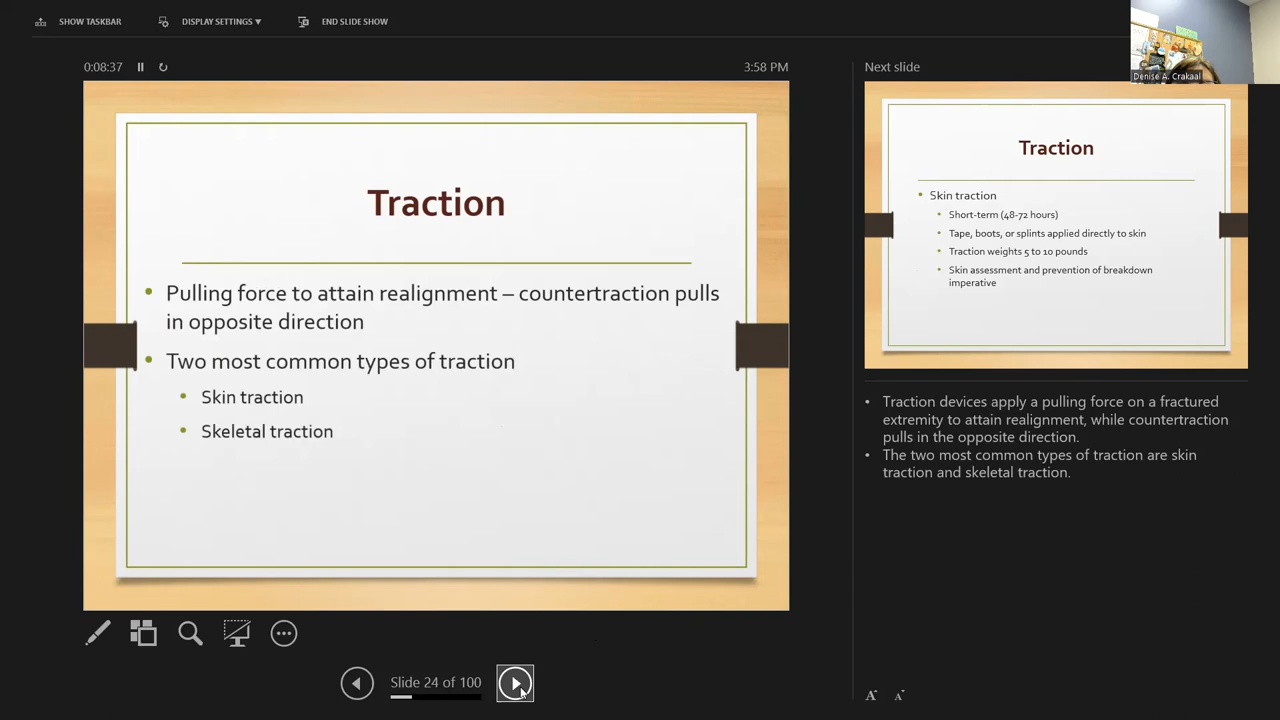 SHOW TASKBAR
DISPLAY SETTINGS ▼
END SLIDE SHOW
0:08:37
3:58 PM
Traction
• Pulling force to attain realignment – countertraction pulls
in opposite direction
• Two most common types of traction
• Skin traction
• Skeletal traction
Slide 24 of 100
Next slide
Denise A. Crakaal
Traction
• Skin traction
• Short-term (48-72 hours)
• Tape, boots, or splints applied directly to skin
• Traction weights 5 to 10 pounds
• Skin assessment and prevention of breakdown
imperative
• Traction devices apply a pulling force on a fractured
extremity to attain realignment, while countertraction
pulls in the opposite direction.
• The two most common types of traction are skin
traction and skeletal traction.
A A